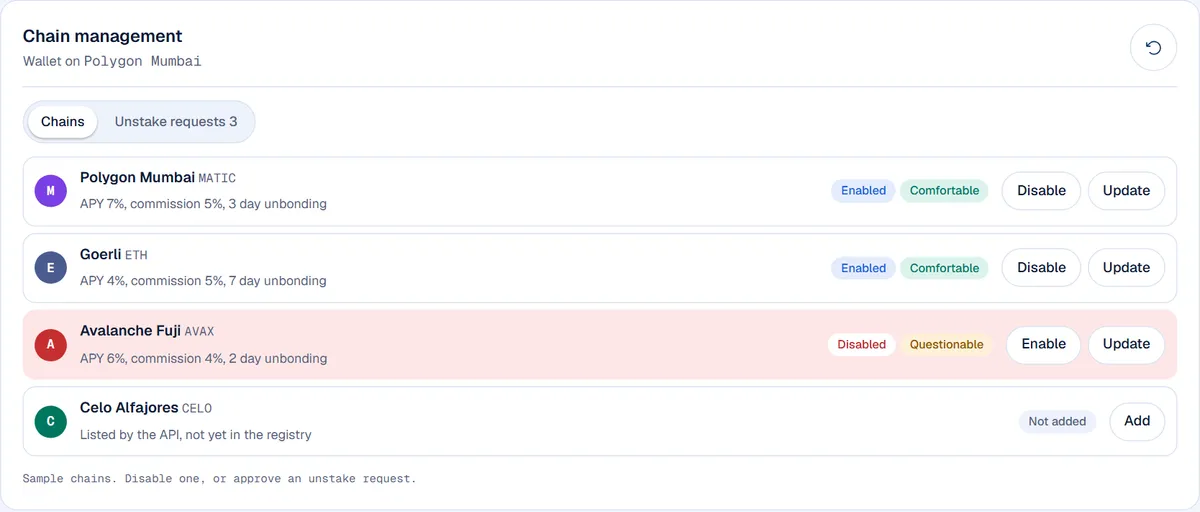 Chain management
Wallet on Polygon Mumbai
Chains Unstake requests 3
M Polygon Mumbai MATIC Enabled Comfortable Disable Update
APY 7%, commission 5%, 3 day unbonding
E Goerli ETH Enabled Comfortable Disable Update
APY 4%, commission 5%, 7 day unbonding
A Avalanche Fuji AVAX Disabled Questionable Enable Update
APY 6%, commission 4%, 2 day unbonding
C Celo Alfajores CELO Not added Add
Listed by the API, not yet in the registry
Sample chains. Disable one, or approve an unstake request.